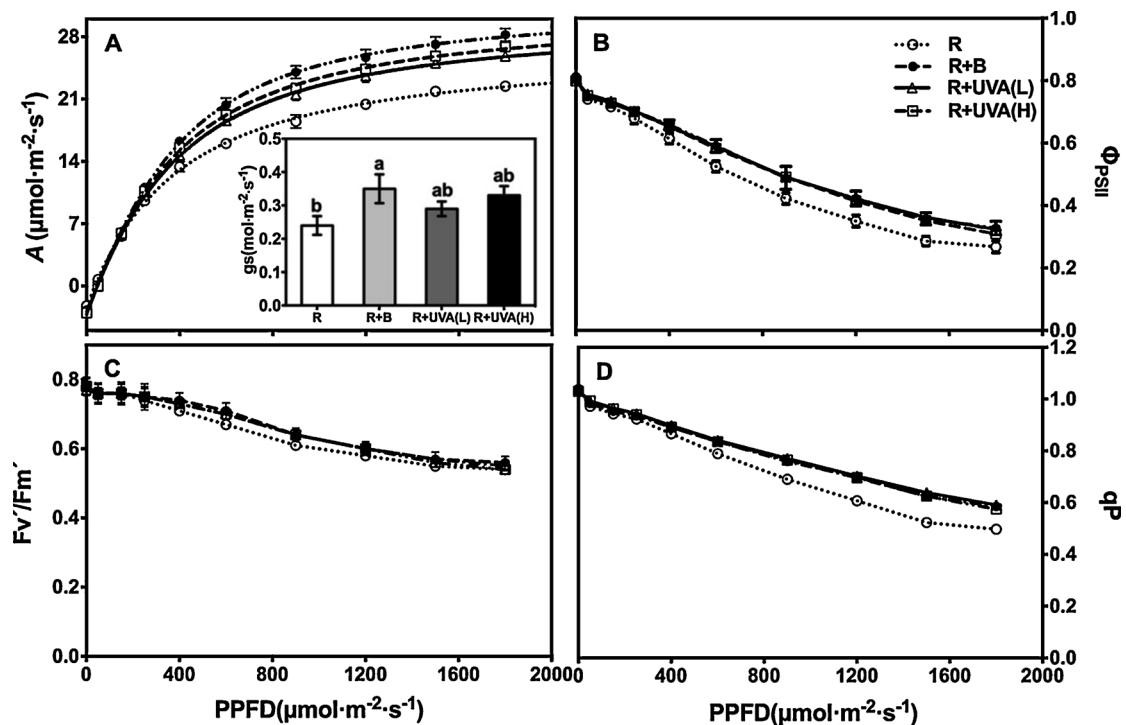 A
A (μmol·m⁻²·s⁻¹)
28
21
14
7
0
gs(mol·m⁻²·s⁻¹)
0.5
0.4
0.3
0.2
0.1
0.0
b
a
ab
ab
R
R+B
R+UVA(L)
R+UVA(H)
B
R
R+B
R+UVA(L)
R+UVA(H)
1.0
0.8
0.6
0.4
0.2
0.0
ΦPSII
C
Fv´/Fm´
0.8
0.6
0.4
0.2
0.0
0
400
800
1200
1600
2000
PPFD(μmol·m⁻²·s⁻¹)
D
1.2
1.0
0.8
0.6
0.4
0.2
0.0
qP
0
400
800
1200
1600
2000
PPFD(μmol·m⁻²·s⁻¹)